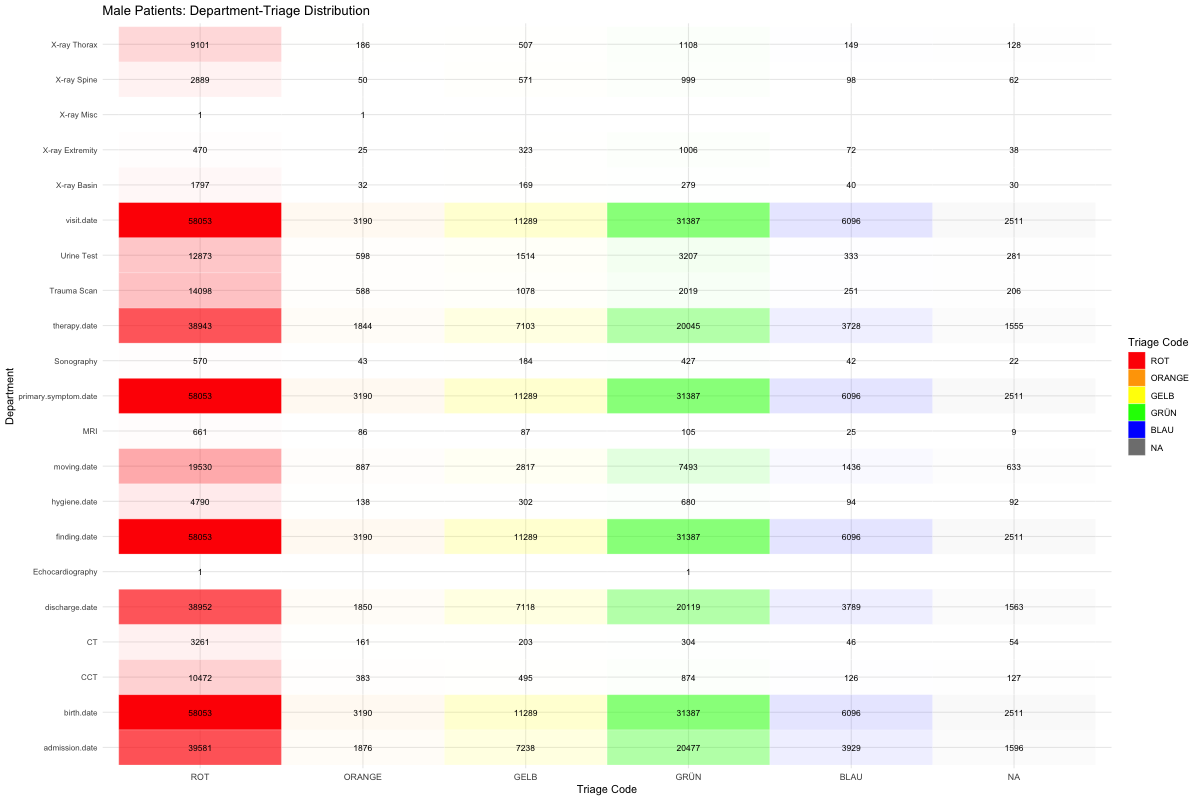 Male Patients: Department-Triage Distribution
X-ray Thorax 9101 186 507 1108 149 128
X-ray Spine 2889 50 571 999 98 62
X-ray Misc 1 1
X-ray Extremity 470 25 323 1006 72 38
X-ray Basin 1797 32 169 279 40 30
visit.date 58053 3190 11289 31387 6096 2511
Urine Test 12873 598 1514 3207 333 281
Trauma Scan 14098 588 1078 2019 251 206
therapy.date 38943 1844 7103 20045 3728 1555
Sonography 570 43 184 427 42 22
primary.symptom.date 58053 3190 11289 31387 6096 2511
MRI 661 86 87 105 25 9
moving.date 19530 887 2817 7493 1436 633
hygiene.date 4790 138 302 680 94 92
finding.date 58053 3190 11289 31387 6096 2511
Echocardiography 1 1
discharge.date 38952 1850 7118 20119 3789 1563
CT 3261 161 203 304 46 54
CCT 10472 383 495 874 126 127
birth.date 58053 3190 11289 31387 6096 2511
admission.date 39581 1876 7238 20477 3929 1596
ROT ORANGE GELB GRÜN BLAU NA
Triage Code
Department
Triage Code
ROT
ORANGE
GELB
GRÜN
BLAU
NA